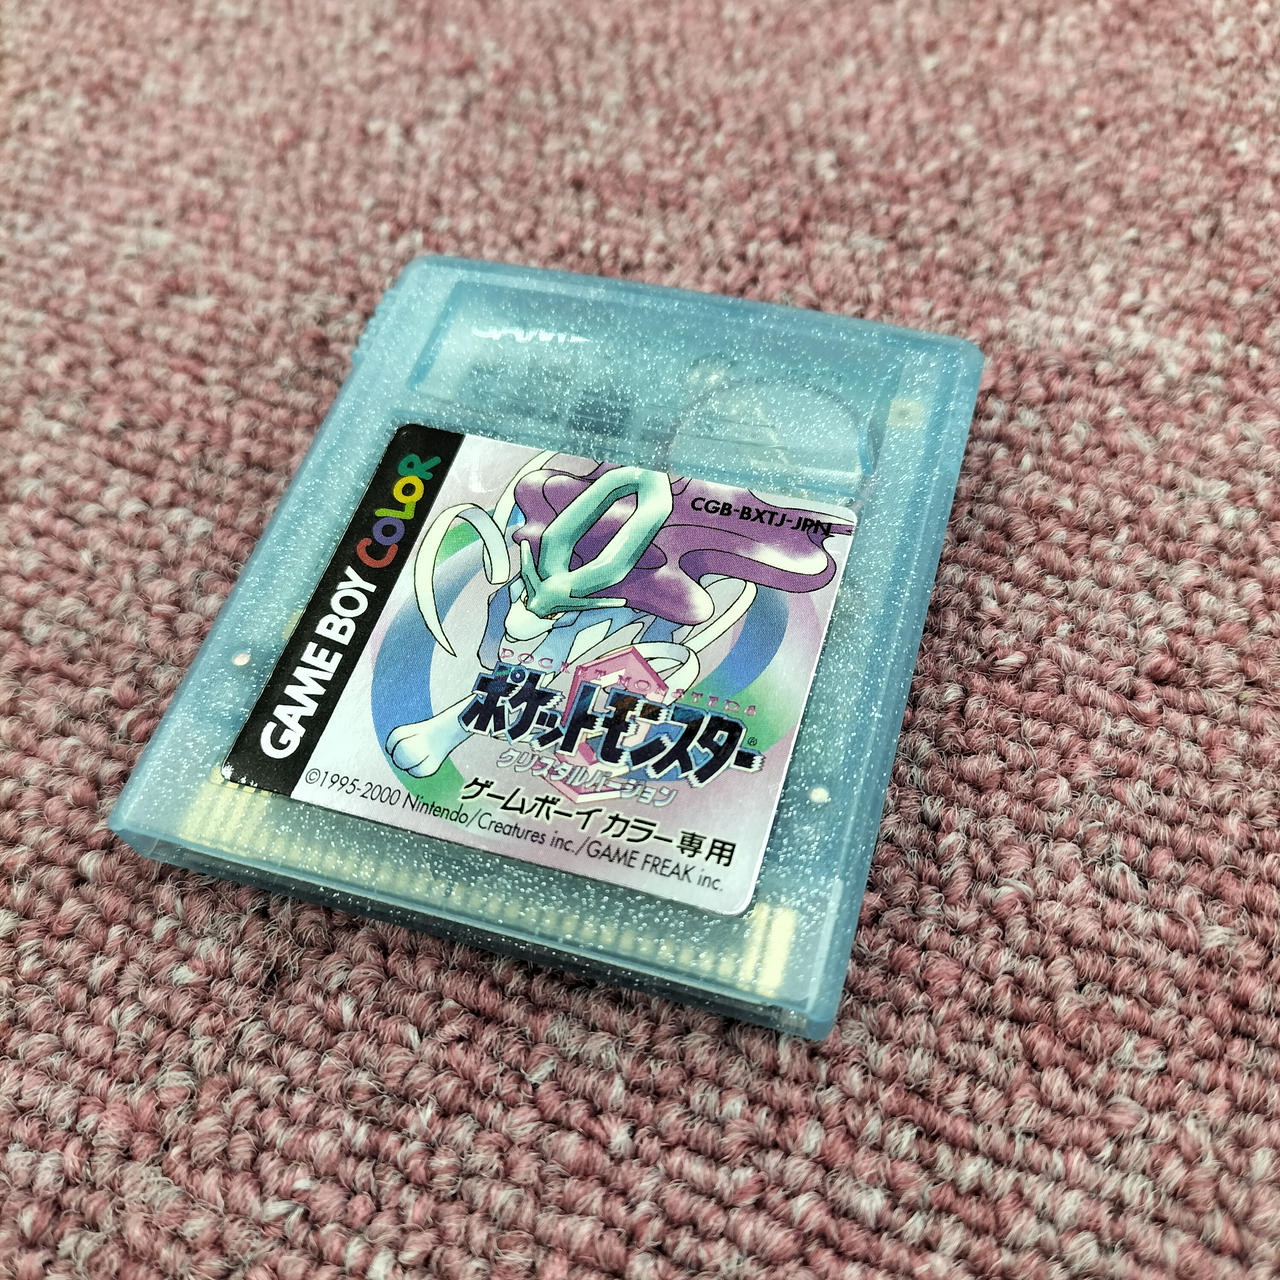 GAME BOY COLOR
CGB-BXTJ-JPN
POCKET MONSTERS
ポケットモンスター®
クリスタルバージョン
ゲームボーイ カラー専用
©1995-2000 Nintendo/Creatures inc./GAME FREAK inc.